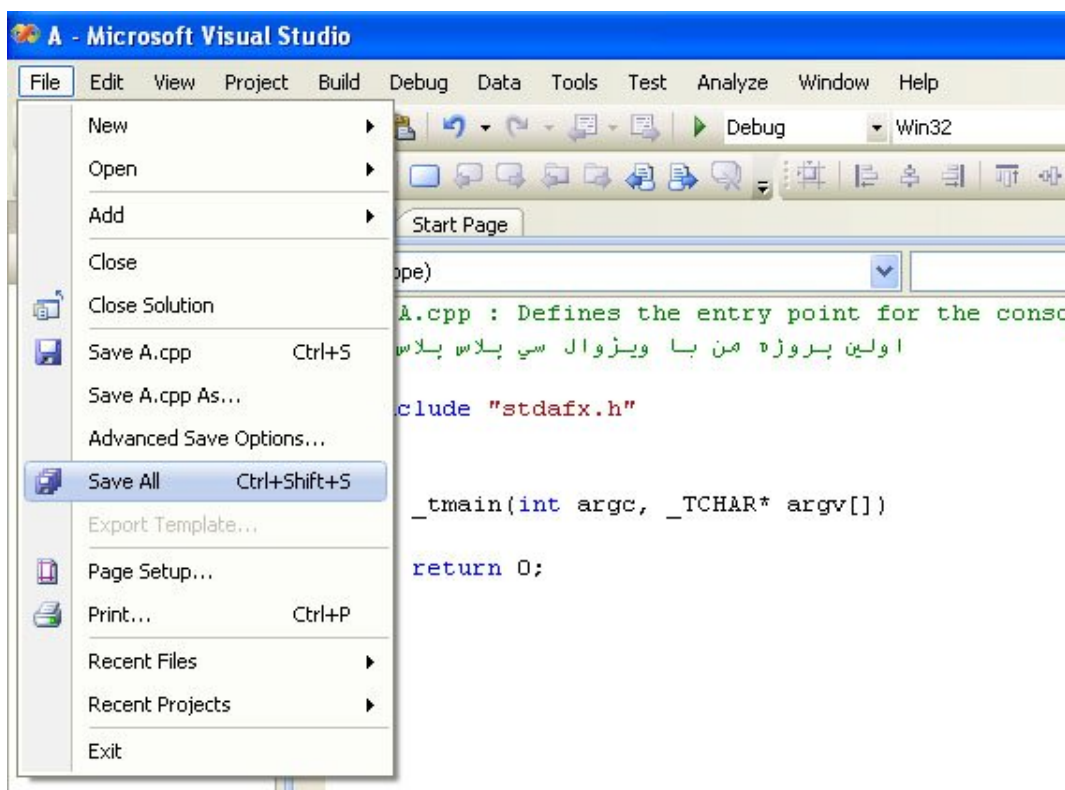 A - Microsoft Visual Studio
File Edit View Project Build Debug Data Tools Test Analyze Window Help
Debug Win32
Start Page
New
Open
Add
Close
Close Solution
Save A.cpp Ctrl+S
Save A.cpp As...
Advanced Save Options...
Save All Ctrl+Shift+S
Export Template...
Page Setup...
Print... Ctrl+P
Recent Files
Recent Projects
Exit
ope)
A.cpp : Defines the entry point for the conso
اولين پروژه من با ويژوال سي پلاس پلاس
clude "stdafx.h"
_tmain(int argc, _TCHAR* argv[])
return 0;